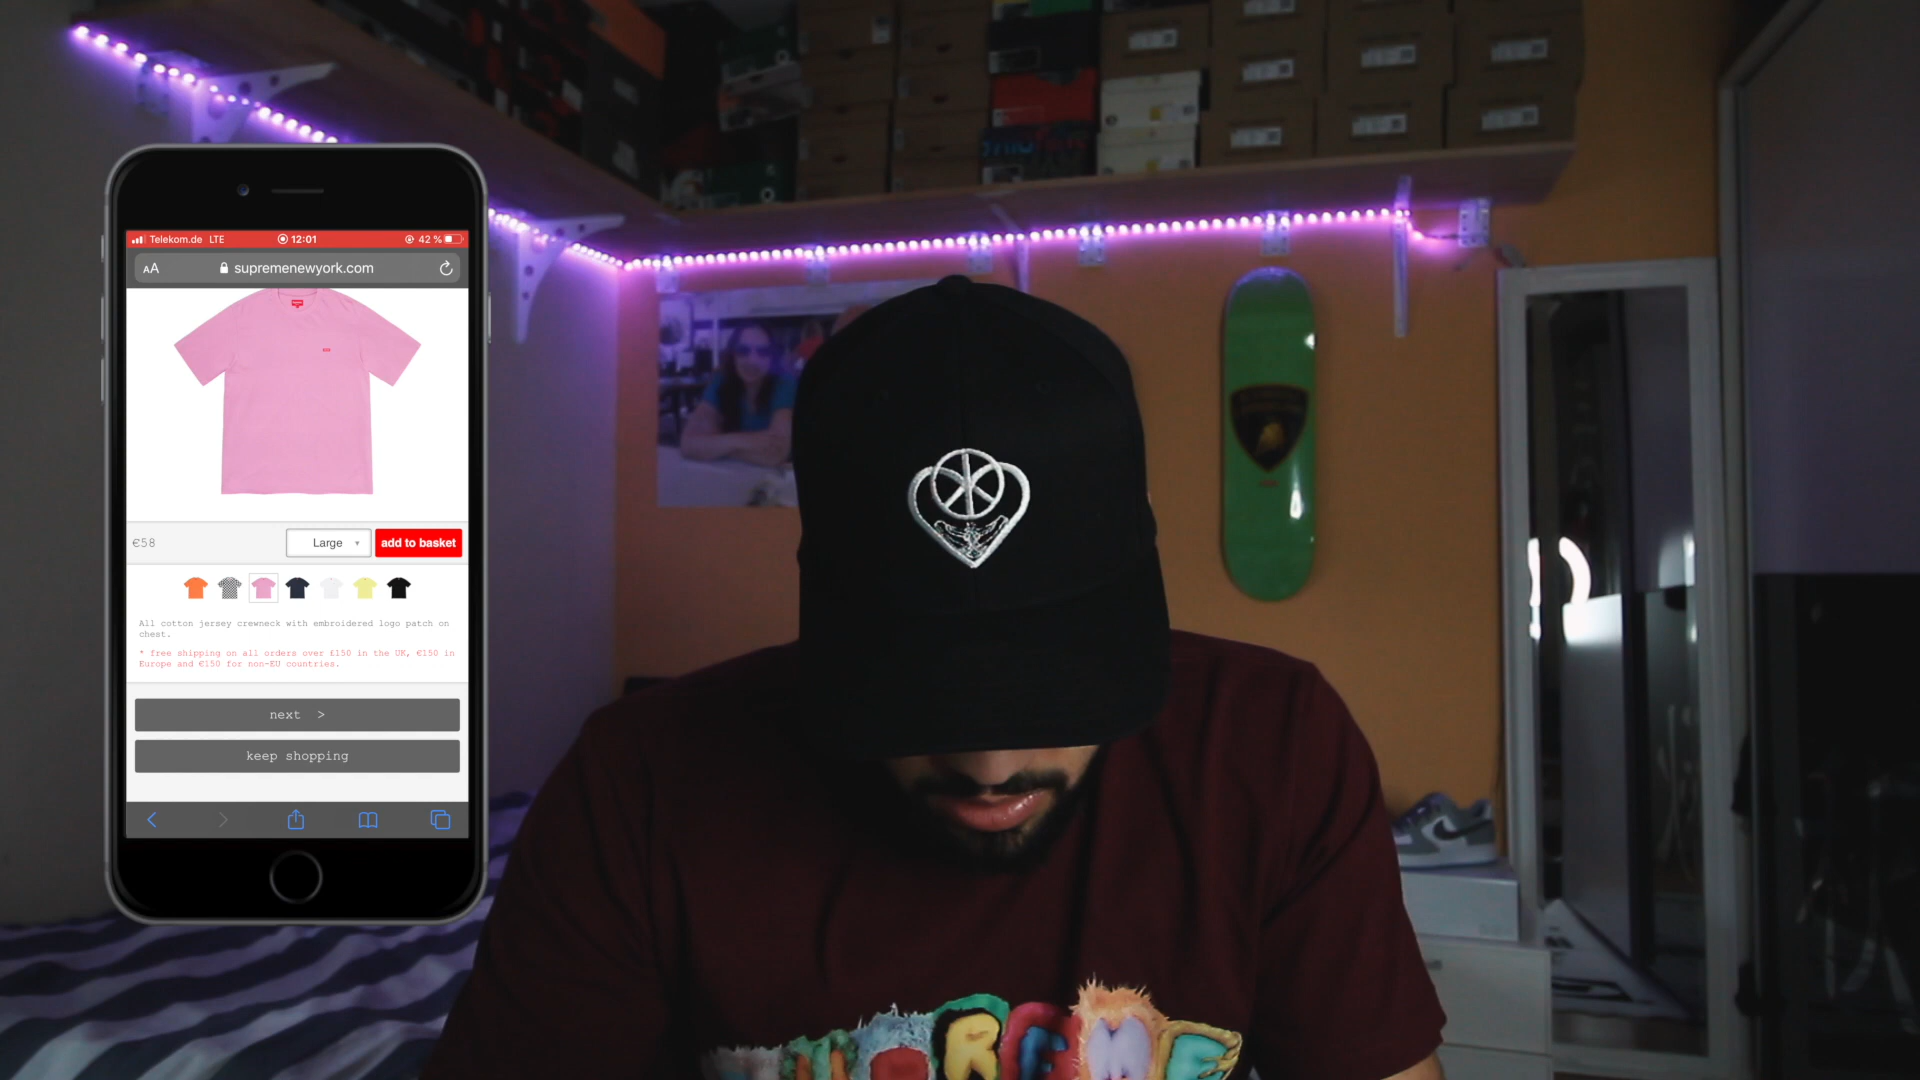 Telekom.de LTE 12:01 42 %
AA supremenewyork.com
€58 Large add to basket
All cotton jersey crewneck with embroidered logo patch on
chest.
* free shipping on all orders over £150 in the UK, €150 in
Europe and €150 for non-EU countries.
next >
keep shopping